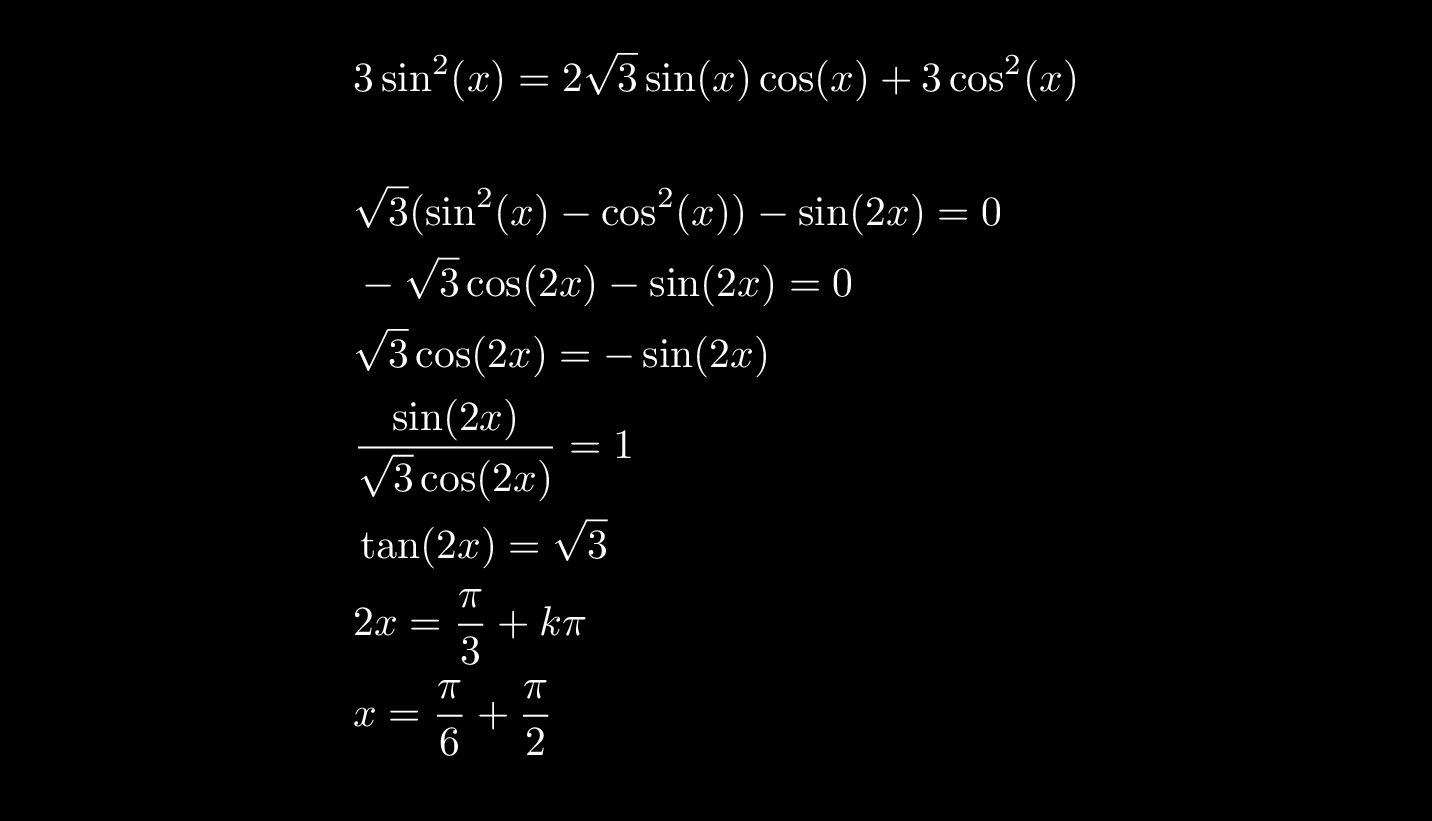 3 sin²(x) = 2√3 sin(x) cos(x) + 3 cos²(x)
√3(sin²(x) − cos²(x)) − sin(2x) = 0
− √3 cos(2x) − sin(2x) = 0
√3 cos(2x) = − sin(2x)
sin(2x) / √3 cos(2x) = 1
tan(2x) = √3
2x = π/3 + kπ
x = π/6 + π/2